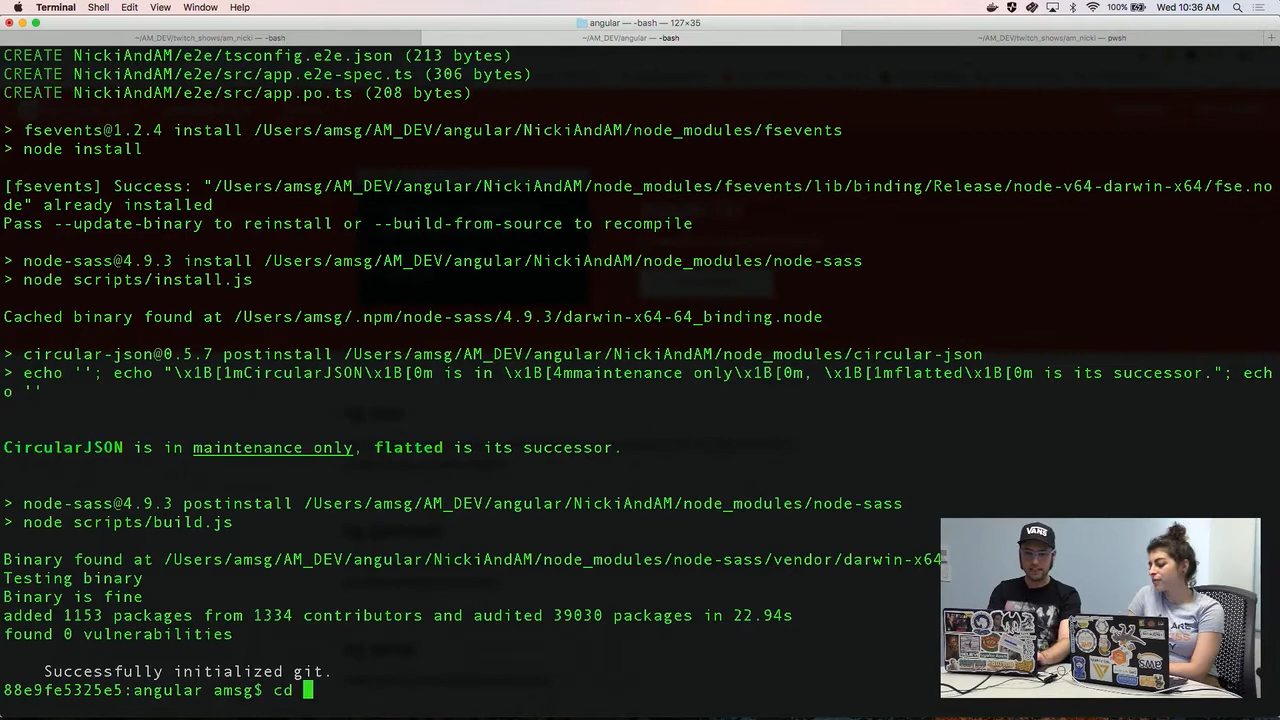 Terminal Shell Edit View Window Help 100% Wed 10:36 AM
angular — -bash — 127×35
~/AM_DEV/twitch_shows/am_nicki — -bash ~/AM_DEV/angular — -bash ~/AM_DEV/twitch_shows/am_nicki — pwsh
CREATE NickiAndAM/e2e/tsconfig.e2e.json (213 bytes)
CREATE NickiAndAM/e2e/src/app.e2e-spec.ts (306 bytes)
CREATE NickiAndAM/e2e/src/app.po.ts (208 bytes)
> fsevents@1.2.4 install /Users/amsg/AM_DEV/angular/NickiAndAM/node_modules/fsevents
> node install
[fsevents] Success: "/Users/amsg/AM_DEV/angular/NickiAndAM/node_modules/fsevents/lib/binding/Release/node-v64-darwin-x64/fse.no
de" already installed
Pass --update-binary to reinstall or --build-from-source to recompile
> node-sass@4.9.3 install /Users/amsg/AM_DEV/angular/NickiAndAM/node_modules/node-sass
> node scripts/install.js
Cached binary found at /Users/amsg/.npm/node-sass/4.9.3/darwin-x64-64_binding.node
> circular-json@0.5.7 postinstall /Users/amsg/AM_DEV/angular/NickiAndAM/node_modules/circular-json
> echo ''; echo "\x1B[1mCircularJSON\x1B[0m is in \x1B[4mmaintenance only\x1B[0m, \x1B[1mflatted\x1B[0m is its successor."; ech
o ''
CircularJSON is in maintenance only, flatted is its successor.
> node-sass@4.9.3 postinstall /Users/amsg/AM_DEV/angular/NickiAndAM/node_modules/node-sass
> node scripts/build.js
Binary found at /Users/amsg/AM_DEV/angular/NickiAndAM/node_modules/node-sass/vendor/darwin-x64
Testing binary
Binary is fine
added 1153 packages from 1334 contributors and audited 39030 packages in 22.94s
found 0 vulnerabilities
Successfully initialized git.
88e9fe5325e5:angular amsg$ cd
VANS
aws